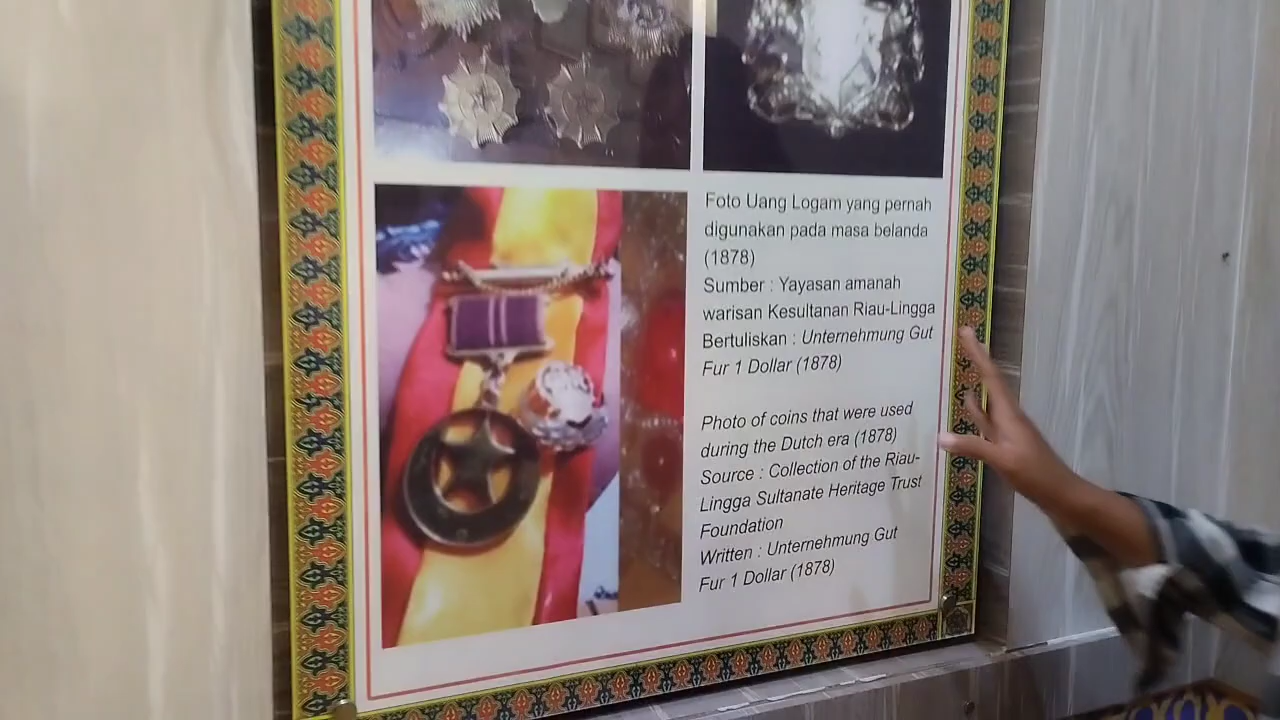 Foto Uang Logam yang pernah
digunakan pada masa belanda
(1878)
Sumber : Yayasan amanah
warisan Kesultanan Riau-Lingga
Bertuliskan : Unternehmung Gut
Fur 1 Dollar (1878)
Photo of coins that were used
during the Dutch era (1878)
Source : Collection of the Riau-
Lingga Sultanate Heritage Trust
Foundation
Written : Unternehmung Gut
Fur 1 Dollar (1878)